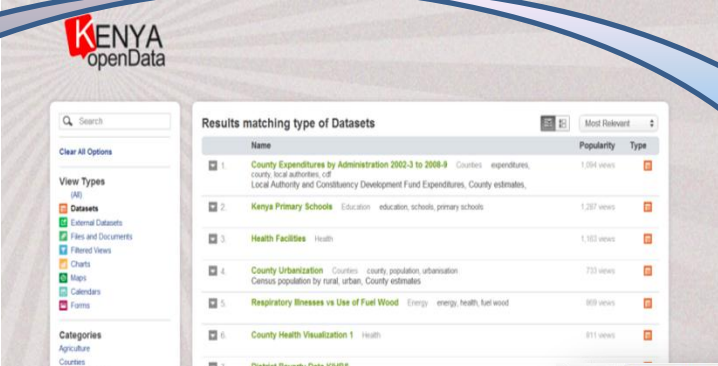 KENYA
openData
Search
Clear All Options
View Types
(All)
Datasets
External Datasets
Files and Documents
Filtered Views
Charts
Maps
Calendars
Forms
Categories
Agriculture
Counties
Results matching type of Datasets
Most Relevant
Name Popularity Type
1. County Expenditures by Administration 2002-3 to 2008-9 Counties expenditures,
county, local authorities, cdf
Local Authority and Constituency Development Fund Expenditures, County estimates,
1,094 views
2. Kenya Primary Schools Education education, schools, primary schools
1,287 views
3. Health Facilities Health
1,163 views
4. County Urbanization Counties county, population, urbanisation
Census population by rural, urban, County estimates
733 views
5. Respiratory Illnesses vs Use of Fuel Wood Energy energy, health, fuel wood
869 views
6. County Health Visualization 1 Health
811 views
District Poverty Data